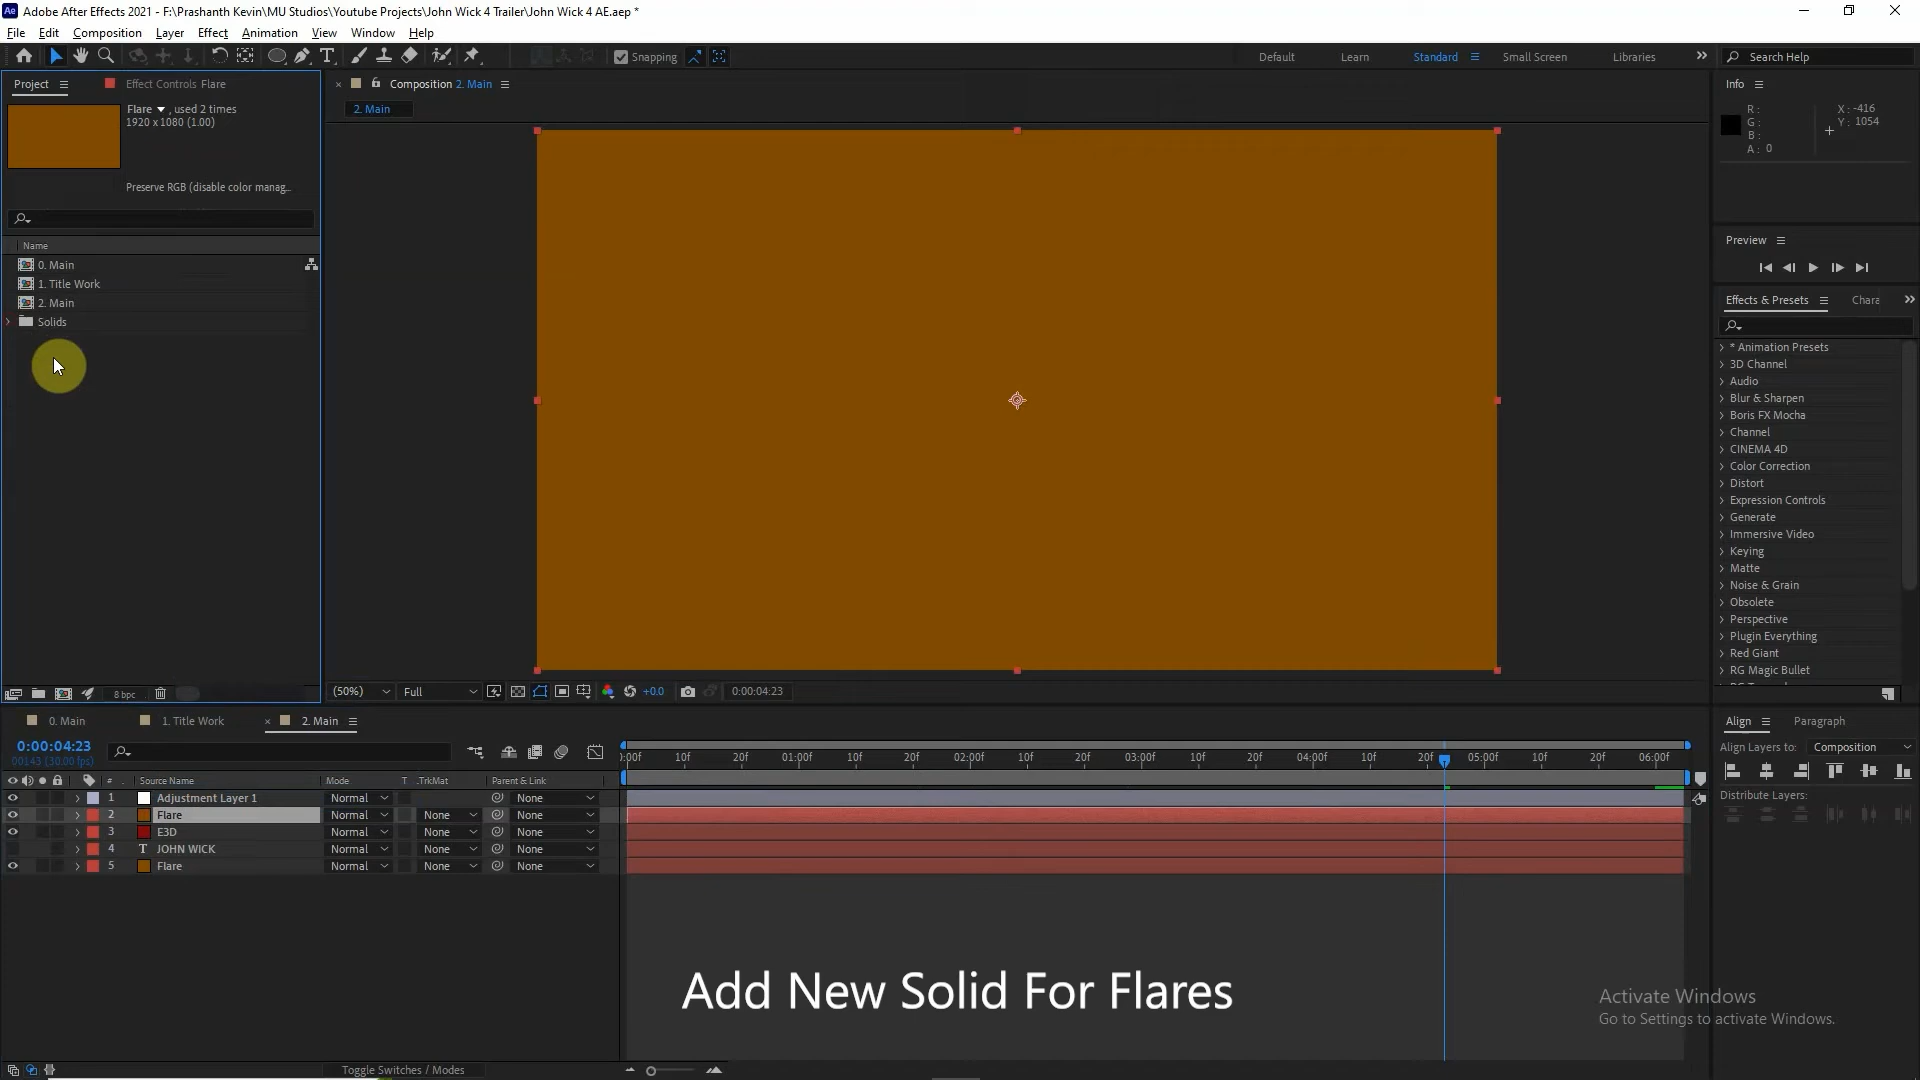 Adobe After Effects 2021 - F:\Prashanth Kevin\MU Studios\Youtube Projects\John Wick 4 Trailer\John Wick 4 AE.aep *
File Edit Composition Layer Effect Animation View Window Help
Snapping Default Learn Standard Small Screen Libraries Search Help
Project Effect Controls Flare Composition 2. Main Info
Flare , used 2 times
1920 x 1080 (1.00)
2. Main
R: X: -416
G: Y: 1054
B:
A: 0
Preserve RGB (disable color manag...
Name
0. Main
1. Title Work
2. Main
Solids
Preview
Effects & Presets Chara
* Animation Presets
3D Channel
Audio
Blur & Sharpen
Boris FX Mocha
Channel
CINEMA 4D
Color Correction
Distort
Expression Controls
Generate
Immersive Video
Keying
Matte
Noise & Grain
Obsolete
Perspective
Plugin Everything
Red Giant
RG Magic Bullet
8 bpc (50%) Full +0.0 0:00:04:23
0. Main 1. Title Work 2. Main
0:00:04:23
00143 (30.00 fps)
:00f 10f 20f 01:00f 10f 20f 02:00f 10f 20f 03:00f 10f 20f 04:00f 10f 20f 05:00f 10f 20f 06:00f
# Source Name Mode T .TrkMat Parent & Link
1 Adjustment Layer 1 Normal None
2 Flare Normal None None
3 E3D Normal None None
4 T JOHN WICK Normal None None
5 Flare Normal None None
Align Paragraph
Align Layers to: Composition
Distribute Layers:
Add New Solid For Flares
Activate Windows
Go to Settings to activate Windows.
Toggle Switches / Modes